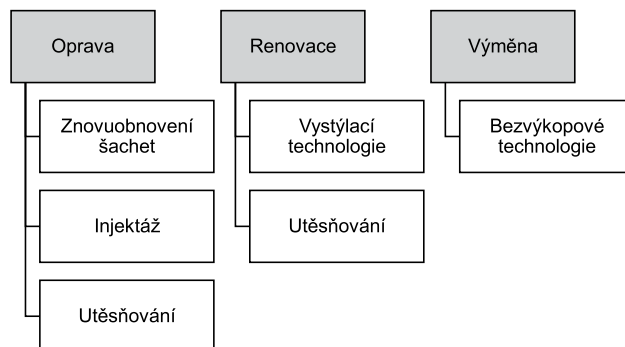 Oprava
Znovuobnovení
šachet
Injektáž
Utěsňování
Renovace
Vystýlací
technologie
Utěsňování
Výměna
Bezvýkopové
technologie